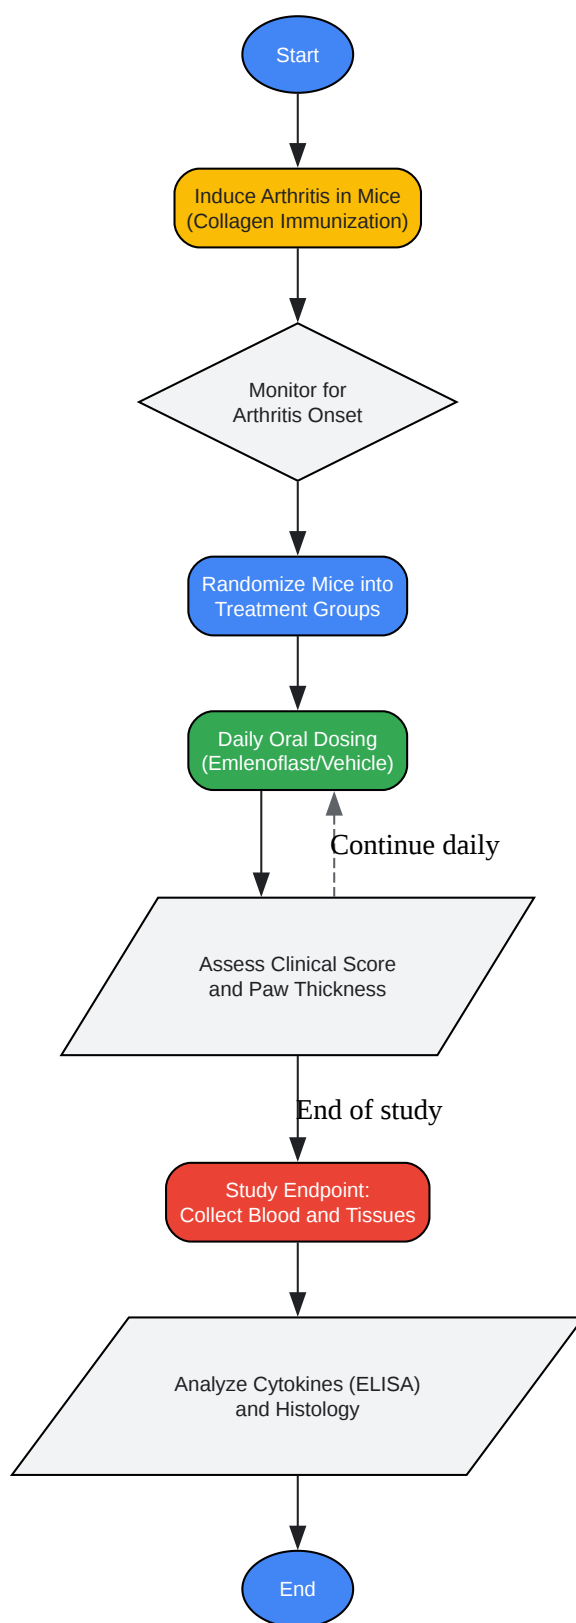 Start
Induce Arthritis in Mice
(Collagen Immunization)
Monitor for
Arthritis Onset
Randomize Mice into
Treatment Groups
Daily Oral Dosing
(Emlenoflast/Vehicle)
Continue daily
Assess Clinical Score
and Paw Thickness
End of study
Study Endpoint:
Collect Blood and Tissues
Analyze Cytokines (ELISA)
and Histology
End